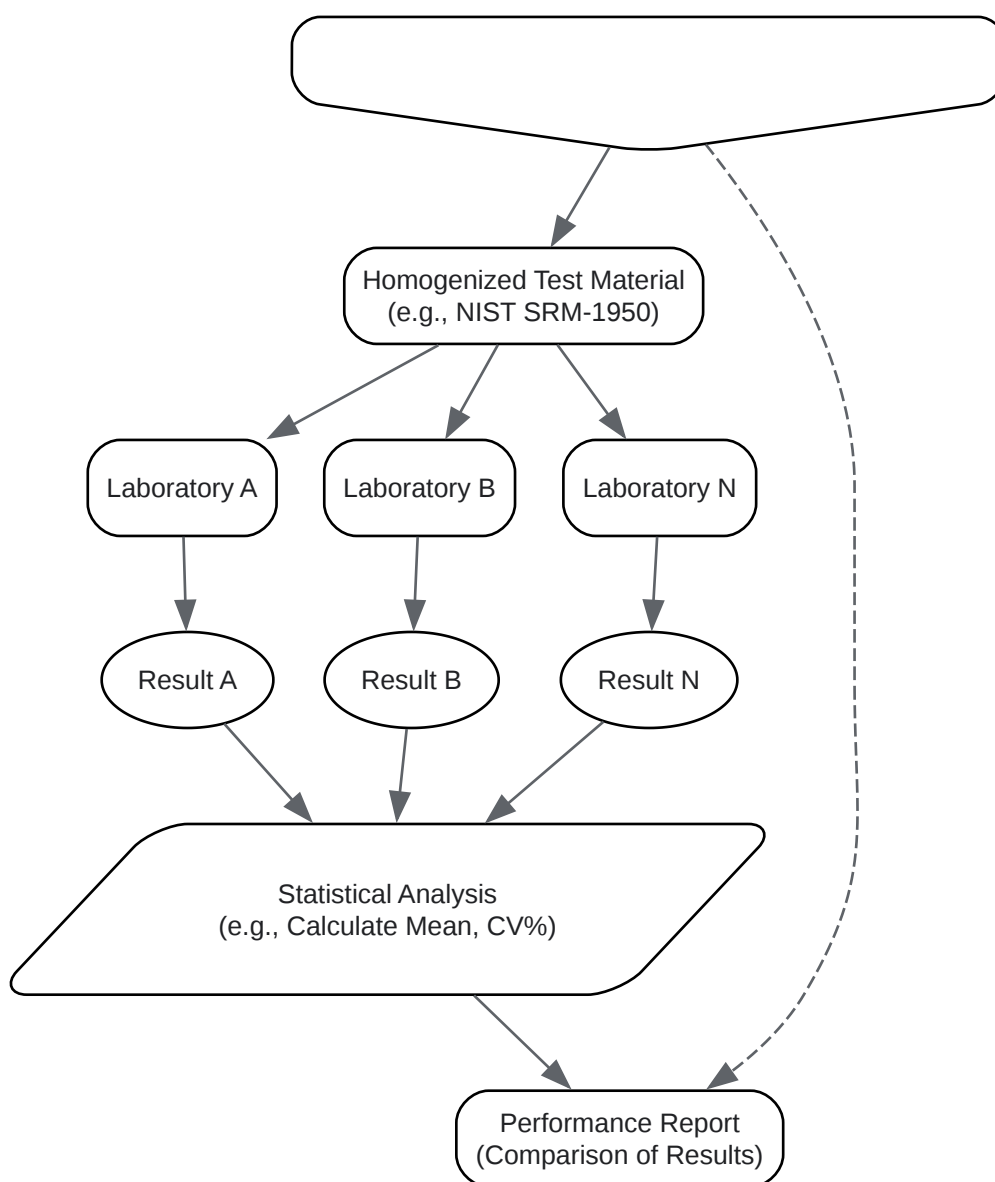 Homogenized Test Material
(e.g., NIST SRM-1950)
Laboratory A
Laboratory B
Laboratory N
Result A
Result B
Result N
Statistical Analysis
(e.g., Calculate Mean, CV%)
Performance Report
(Comparison of Results)